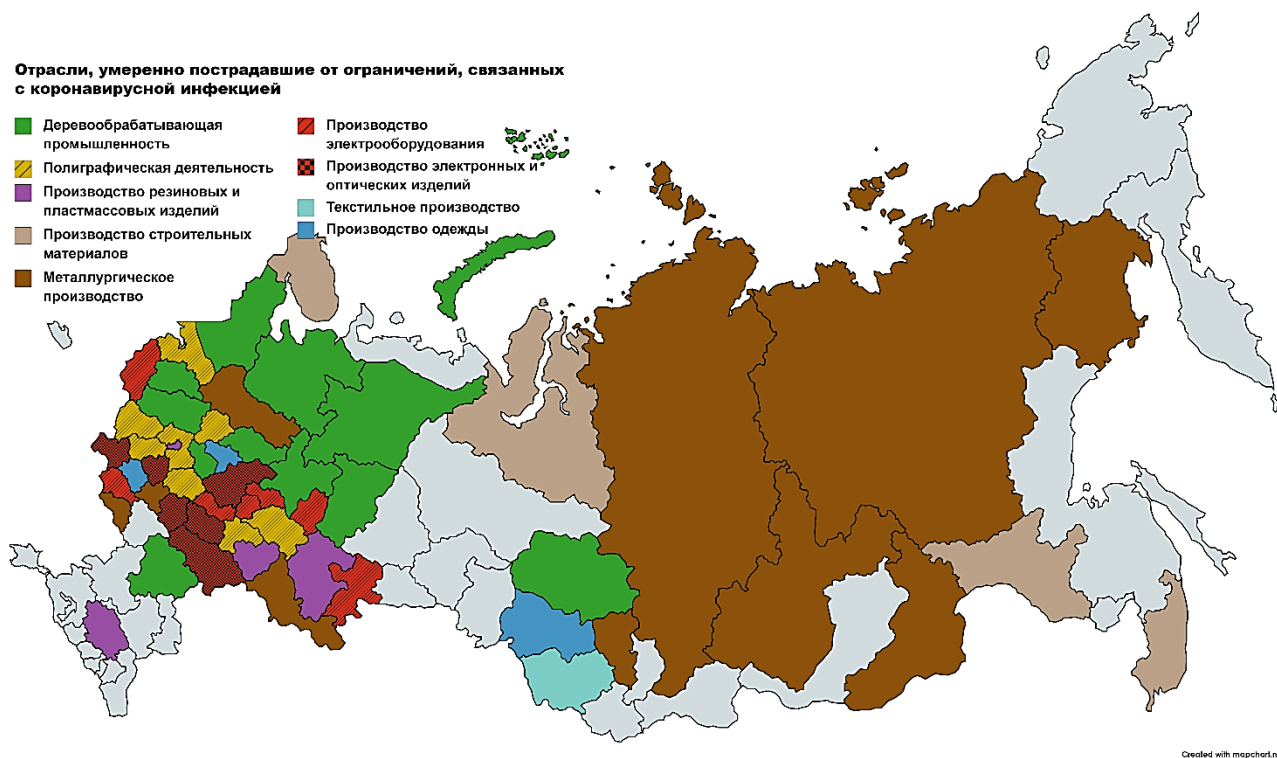 Отрасли, умеренно пострадавшие от ограничений, связанных
с коронавирусной инфекцией
Деревообрабатывающая
промышленность
Полиграфическая деятельность
Производство резиновых и
пластмассовых изделий
Производство строительных
материалов
Металлургическое
производство
Производство
электрооборудования
Производство электронных и
оптических изделий
Текстильное производство
Производство одежды
Created with mapchart.n